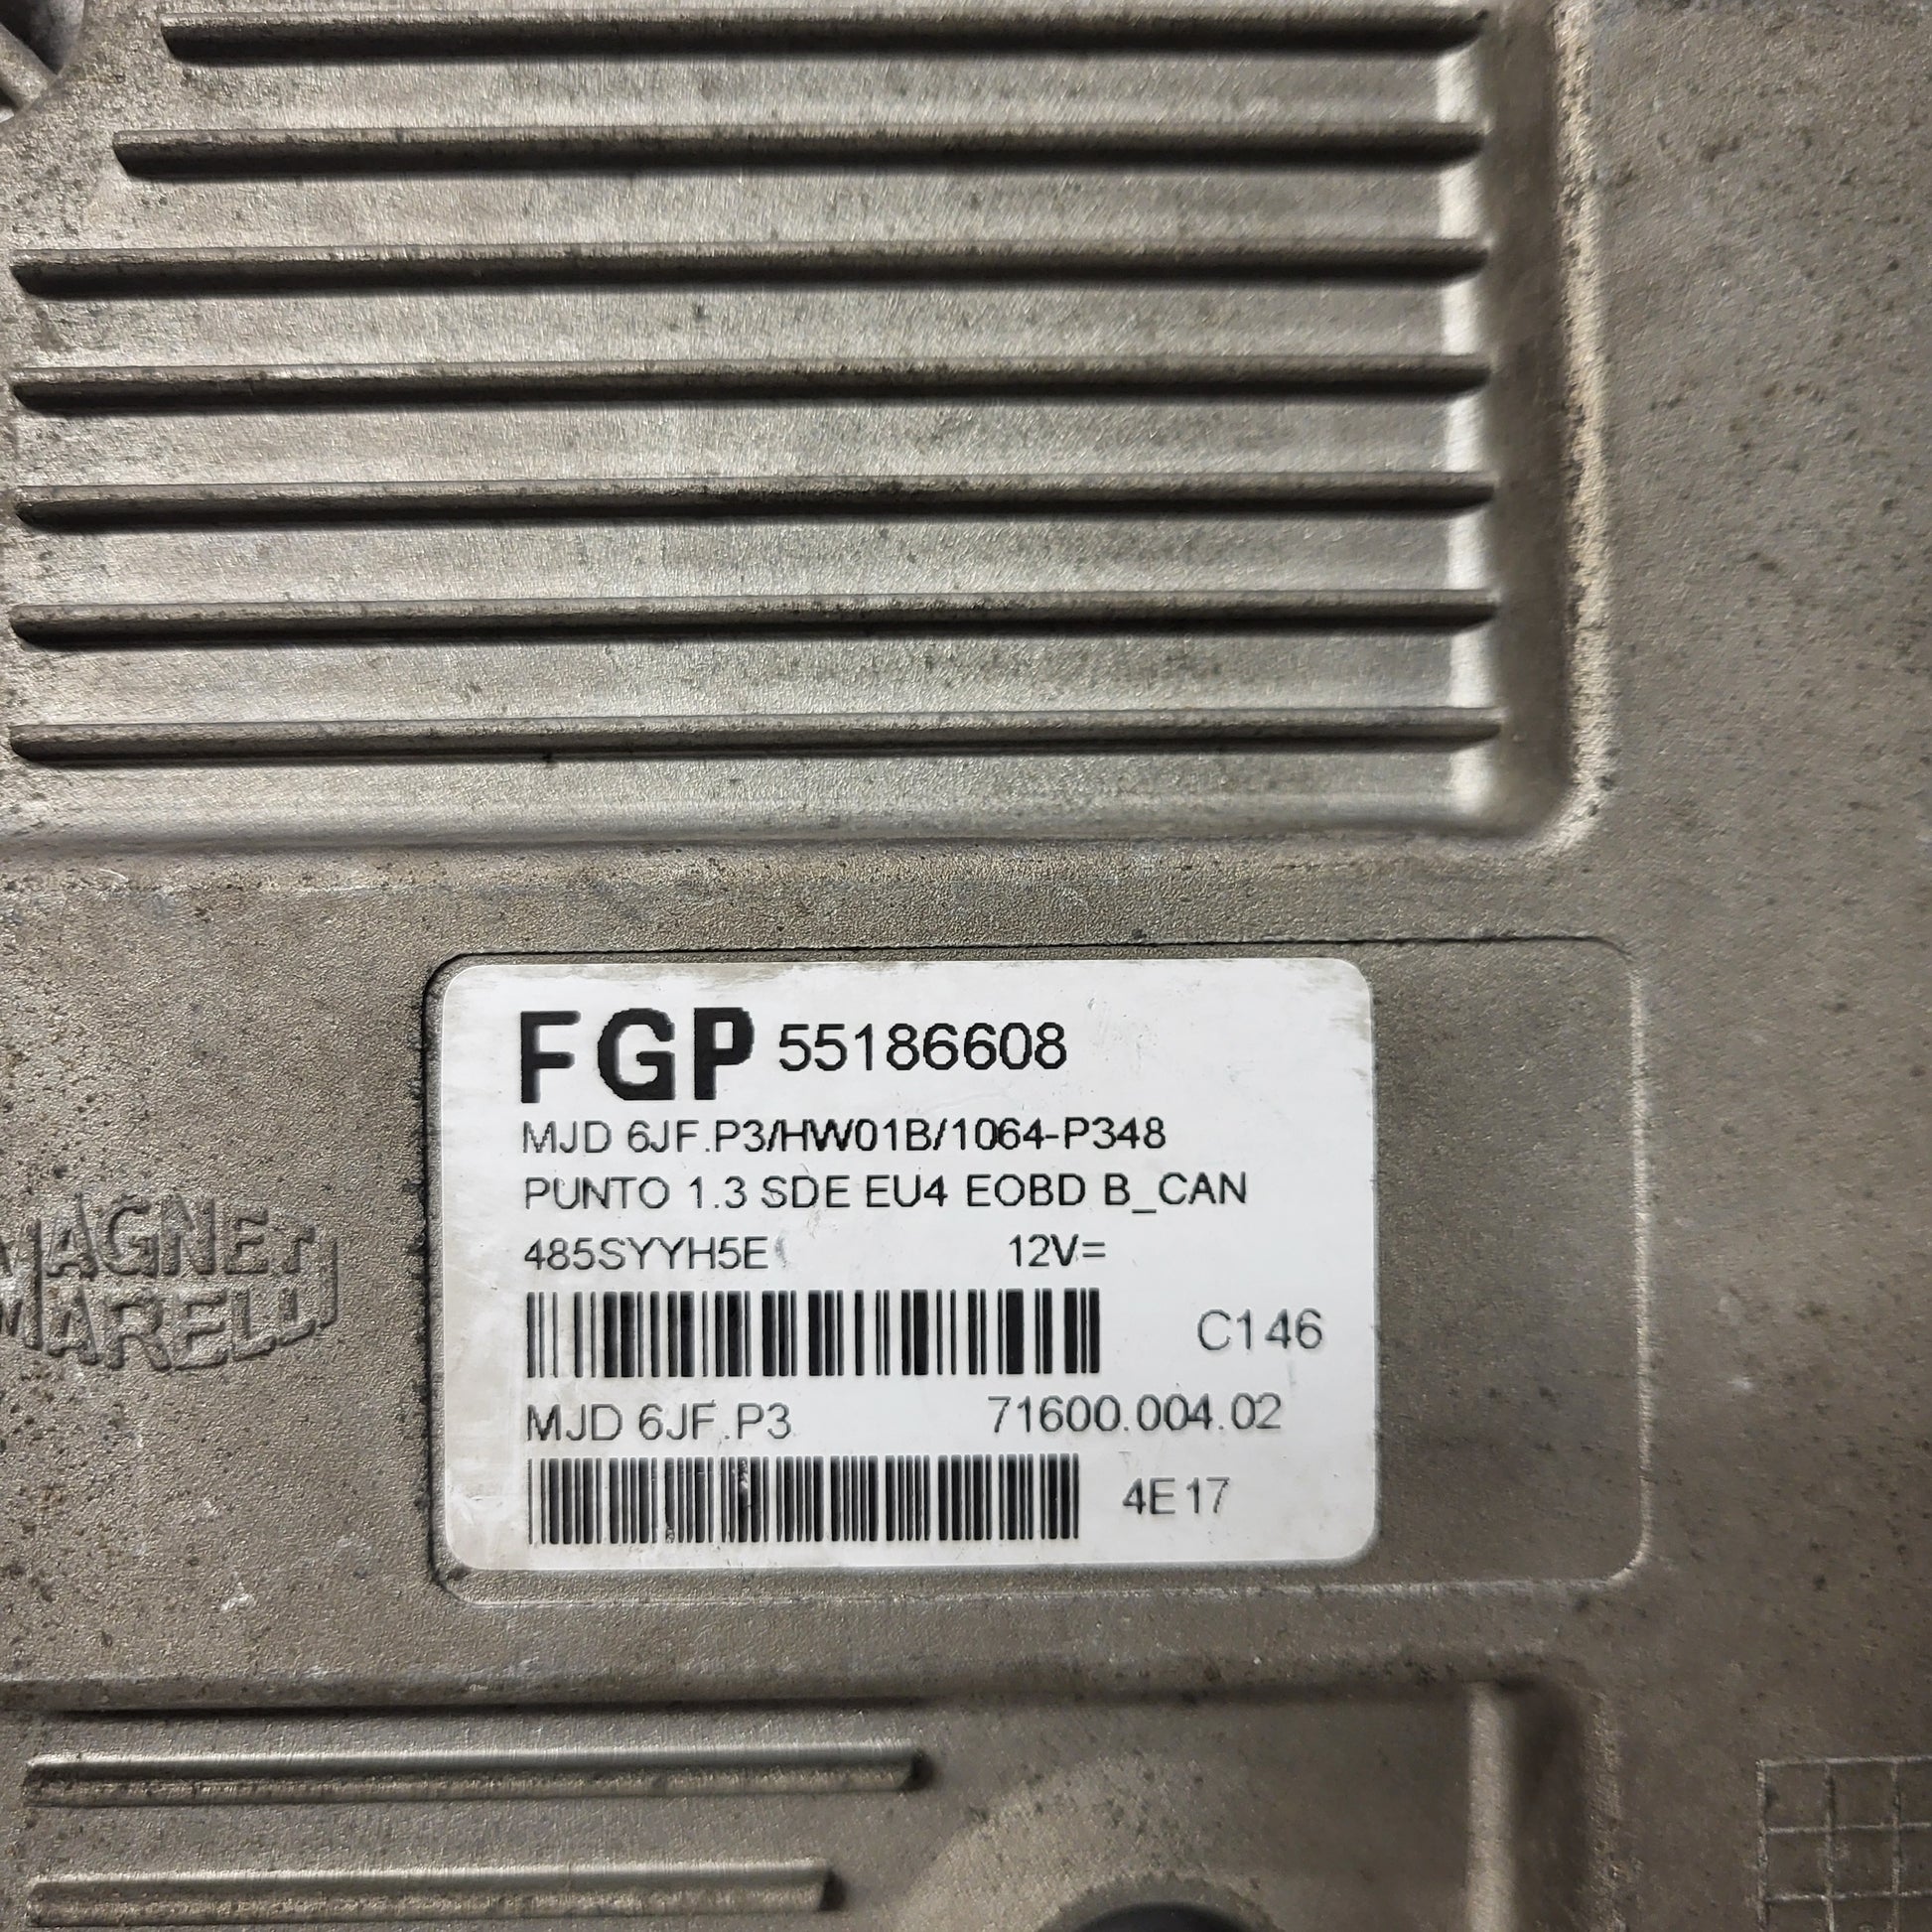 FGP 55186608
MJD 6JF.P3/HW01B/1064-P348
PUNTO 1.3 SDE EU4 EOBD B_CAN
485SYYH5E 12V=
C146
MJD 6JF.P3 71600.004.02
4E17
MAGNETI
MARELLI